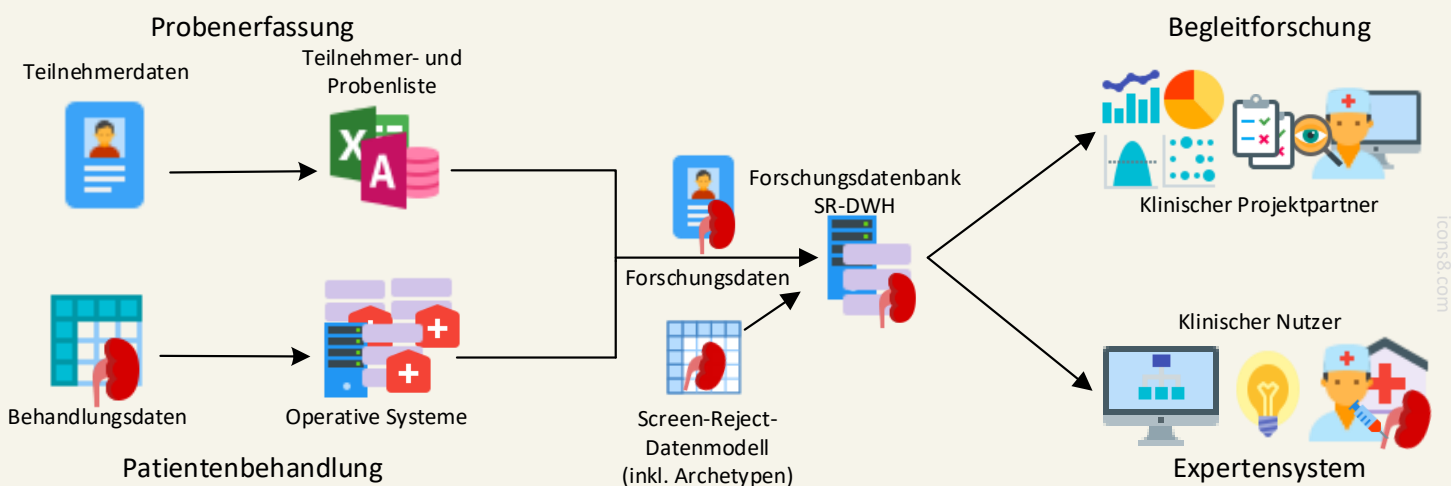 Probenerfassung
Teilnehmerdaten
Teilnehmer- und
Probenliste
X
A
Behandlungsdaten
Operative Systeme
Patientenbehandlung
Forschungsdaten
Forschungsdatenbank
SR-DWH
Screen-Reject-
Datenmodell
(inkl. Archetypen)
Begleitforschung
Klinischer Projektpartner
Klinischer Nutzer
Expertensystem
icons8.com